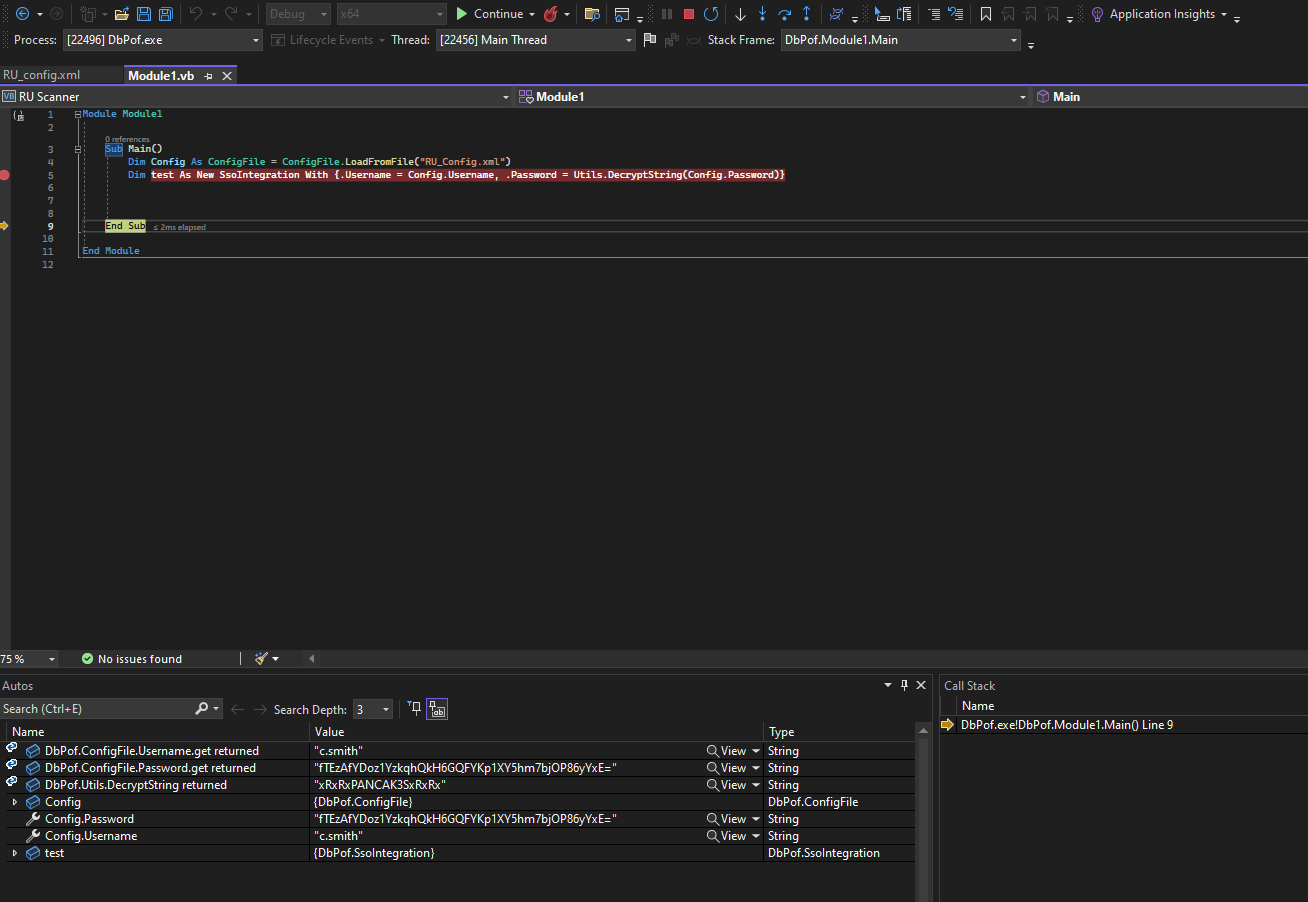 Debug x64 Continue Application Insights
Process: [22496] DbPof.exe Lifecycle Events Thread: [22456] Main Thread Stack Frame: DbPof.Module1.Main
RU_config.xml Module1.vb
VB RU Scanner Module1 Main
1 Module Module1
2
0 references
3 Sub Main()
4 Dim Config As ConfigFile = ConfigFile.LoadFromFile("RU_Config.xml")
5 Dim test As New SsoIntegration With {.Username = Config.Username, .Password = Utils.DecryptString(Config.Password)}
6
7
8
9 End Sub ≤ 2ms elapsed
10
11 End Module
12
75 % No issues found
Autos
Search (Ctrl+E) Search Depth: 3
Name Value Type
DbPof.ConfigFile.Username.get returned "c.smith" View String
DbPof.ConfigFile.Password.get returned "fTEzAfYDoz1YzkqhQkH6GQFYKp1XY5hm7bjOP86yYxE=" View String
DbPof.Utils.DecryptString returned "xRxRxPANCAK3SxRxRx" View String
Config {DbPof.ConfigFile} DbPof.ConfigFile
Config.Password "fTEzAfYDoz1YzkqhQkH6GQFYKp1XY5hm7bjOP86yYxE=" View String
Config.Username "c.smith" View String
test {DbPof.SsoIntegration} DbPof.SsoIntegration
Call Stack
Name
DbPof.exe!DbPof.Module1.Main() Line 9